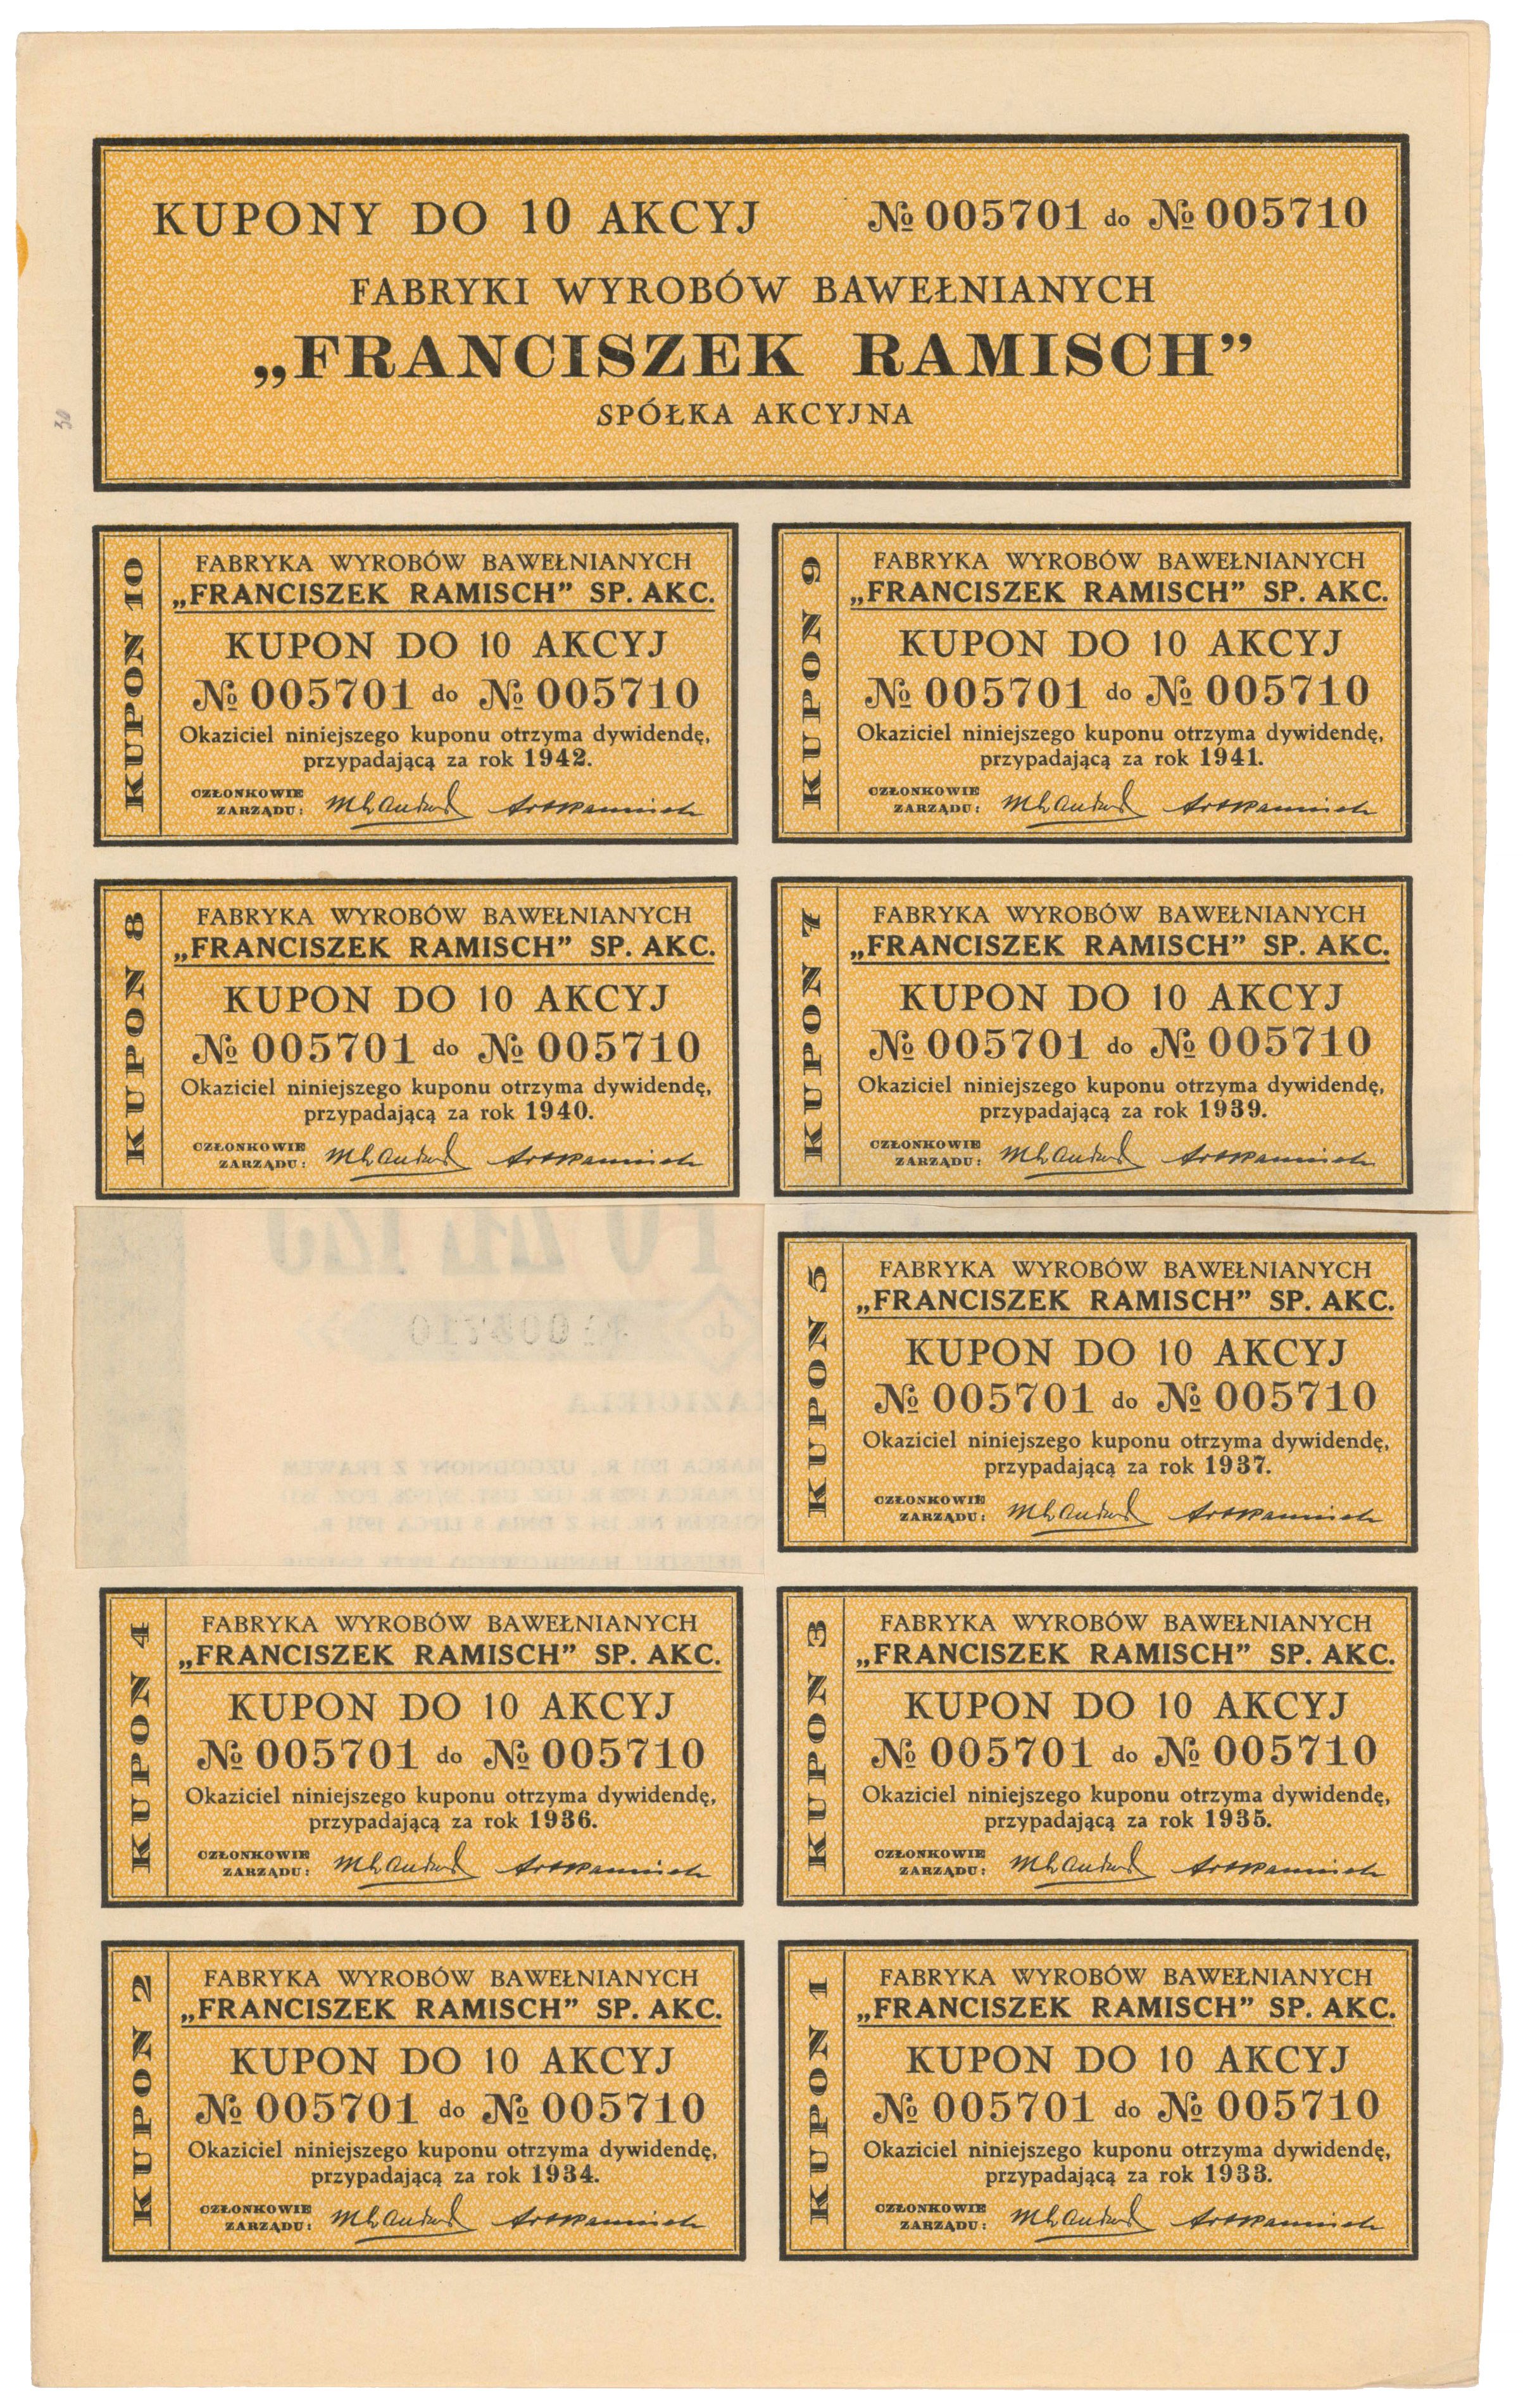 KUPONY DO 10 AKCYJ № 005701 do № 005710
FABRYKI WYROBÓW BAWEŁNIANYCH
„FRANCISZEK RAMISCH”
SPÓŁKA AKCYJNA
30
KUPON 10
FABRYKA WYROBÓW BAWEŁNIANYCH
„FRANCISZEK RAMISCH” SP. AKC.
KUPON DO 10 AKCYJ
№ 005701 do № 005710
Okaziciel niniejszego kuponu otrzyma dywidendę,
przypadającą za rok 1942.
CZŁONKOWIE
ZARZĄDU:
KUPON 9
FABRYKA WYROBÓW BAWEŁNIANYCH
„FRANCISZEK RAMISCH” SP. AKC.
KUPON DO 10 AKCYJ
№ 005701 do № 005710
Okaziciel niniejszego kuponu otrzyma dywidendę,
przypadającą za rok 1941.
CZŁONKOWIE
ZARZĄDU:
KUPON 8
FABRYKA WYROBÓW BAWEŁNIANYCH
„FRANCISZEK RAMISCH” SP. AKC.
KUPON DO 10 AKCYJ
№ 005701 do № 005710
Okaziciel niniejszego kuponu otrzyma dywidendę,
przypadającą za rok 1940.
CZŁONKOWIE
ZARZĄDU:
KUPON 7
FABRYKA WYROBÓW BAWEŁNIANYCH
„FRANCISZEK RAMISCH” SP. AKC.
KUPON DO 10 AKCYJ
№ 005701 do № 005710
Okaziciel niniejszego kuponu otrzyma dywidendę,
przypadającą za rok 1939.
CZŁONKOWIE
ZARZĄDU:
KUPON 5
FABRYKA WYROBÓW BAWEŁNIANYCH
„FRANCISZEK RAMISCH” SP. AKC.
KUPON DO 10 AKCYJ
№ 005701 do № 005710
Okaziciel niniejszego kuponu otrzyma dywidendę,
przypadającą za rok 1937.
CZŁONKOWIE
ZARZĄDU:
KUPON 4
FABRYKA WYROBÓW BAWEŁNIANYCH
„FRANCISZEK RAMISCH” SP. AKC.
KUPON DO 10 AKCYJ
№ 005701 do № 005710
Okaziciel niniejszego kuponu otrzyma dywidendę,
przypadającą za rok 1936.
CZŁONKOWIE
ZARZĄDU:
KUPON 3
FABRYKA WYROBÓW BAWEŁNIANYCH
„FRANCISZEK RAMISCH” SP. AKC.
KUPON DO 10 AKCYJ
№ 005701 do № 005710
Okaziciel niniejszego kuponu otrzyma dywidendę,
przypadającą za rok 1935.
CZŁONKOWIE
ZARZĄDU:
KUPON 2
FABRYKA WYROBÓW BAWEŁNIANYCH
„FRANCISZEK RAMISCH” SP. AKC.
KUPON DO 10 AKCYJ
№ 005701 do № 005710
Okaziciel niniejszego kuponu otrzyma dywidendę,
przypadającą za rok 1934.
CZŁONKOWIE
ZARZĄDU:
KUPON 1
FABRYKA WYROBÓW BAWEŁNIANYCH
„FRANCISZEK RAMISCH” SP. AKC.
KUPON DO 10 AKCYJ
№ 005701 do № 005710
Okaziciel niniejszego kuponu otrzyma dywidendę,
przypadającą za rok 1933.
CZŁONKOWIE
ZARZĄDU: